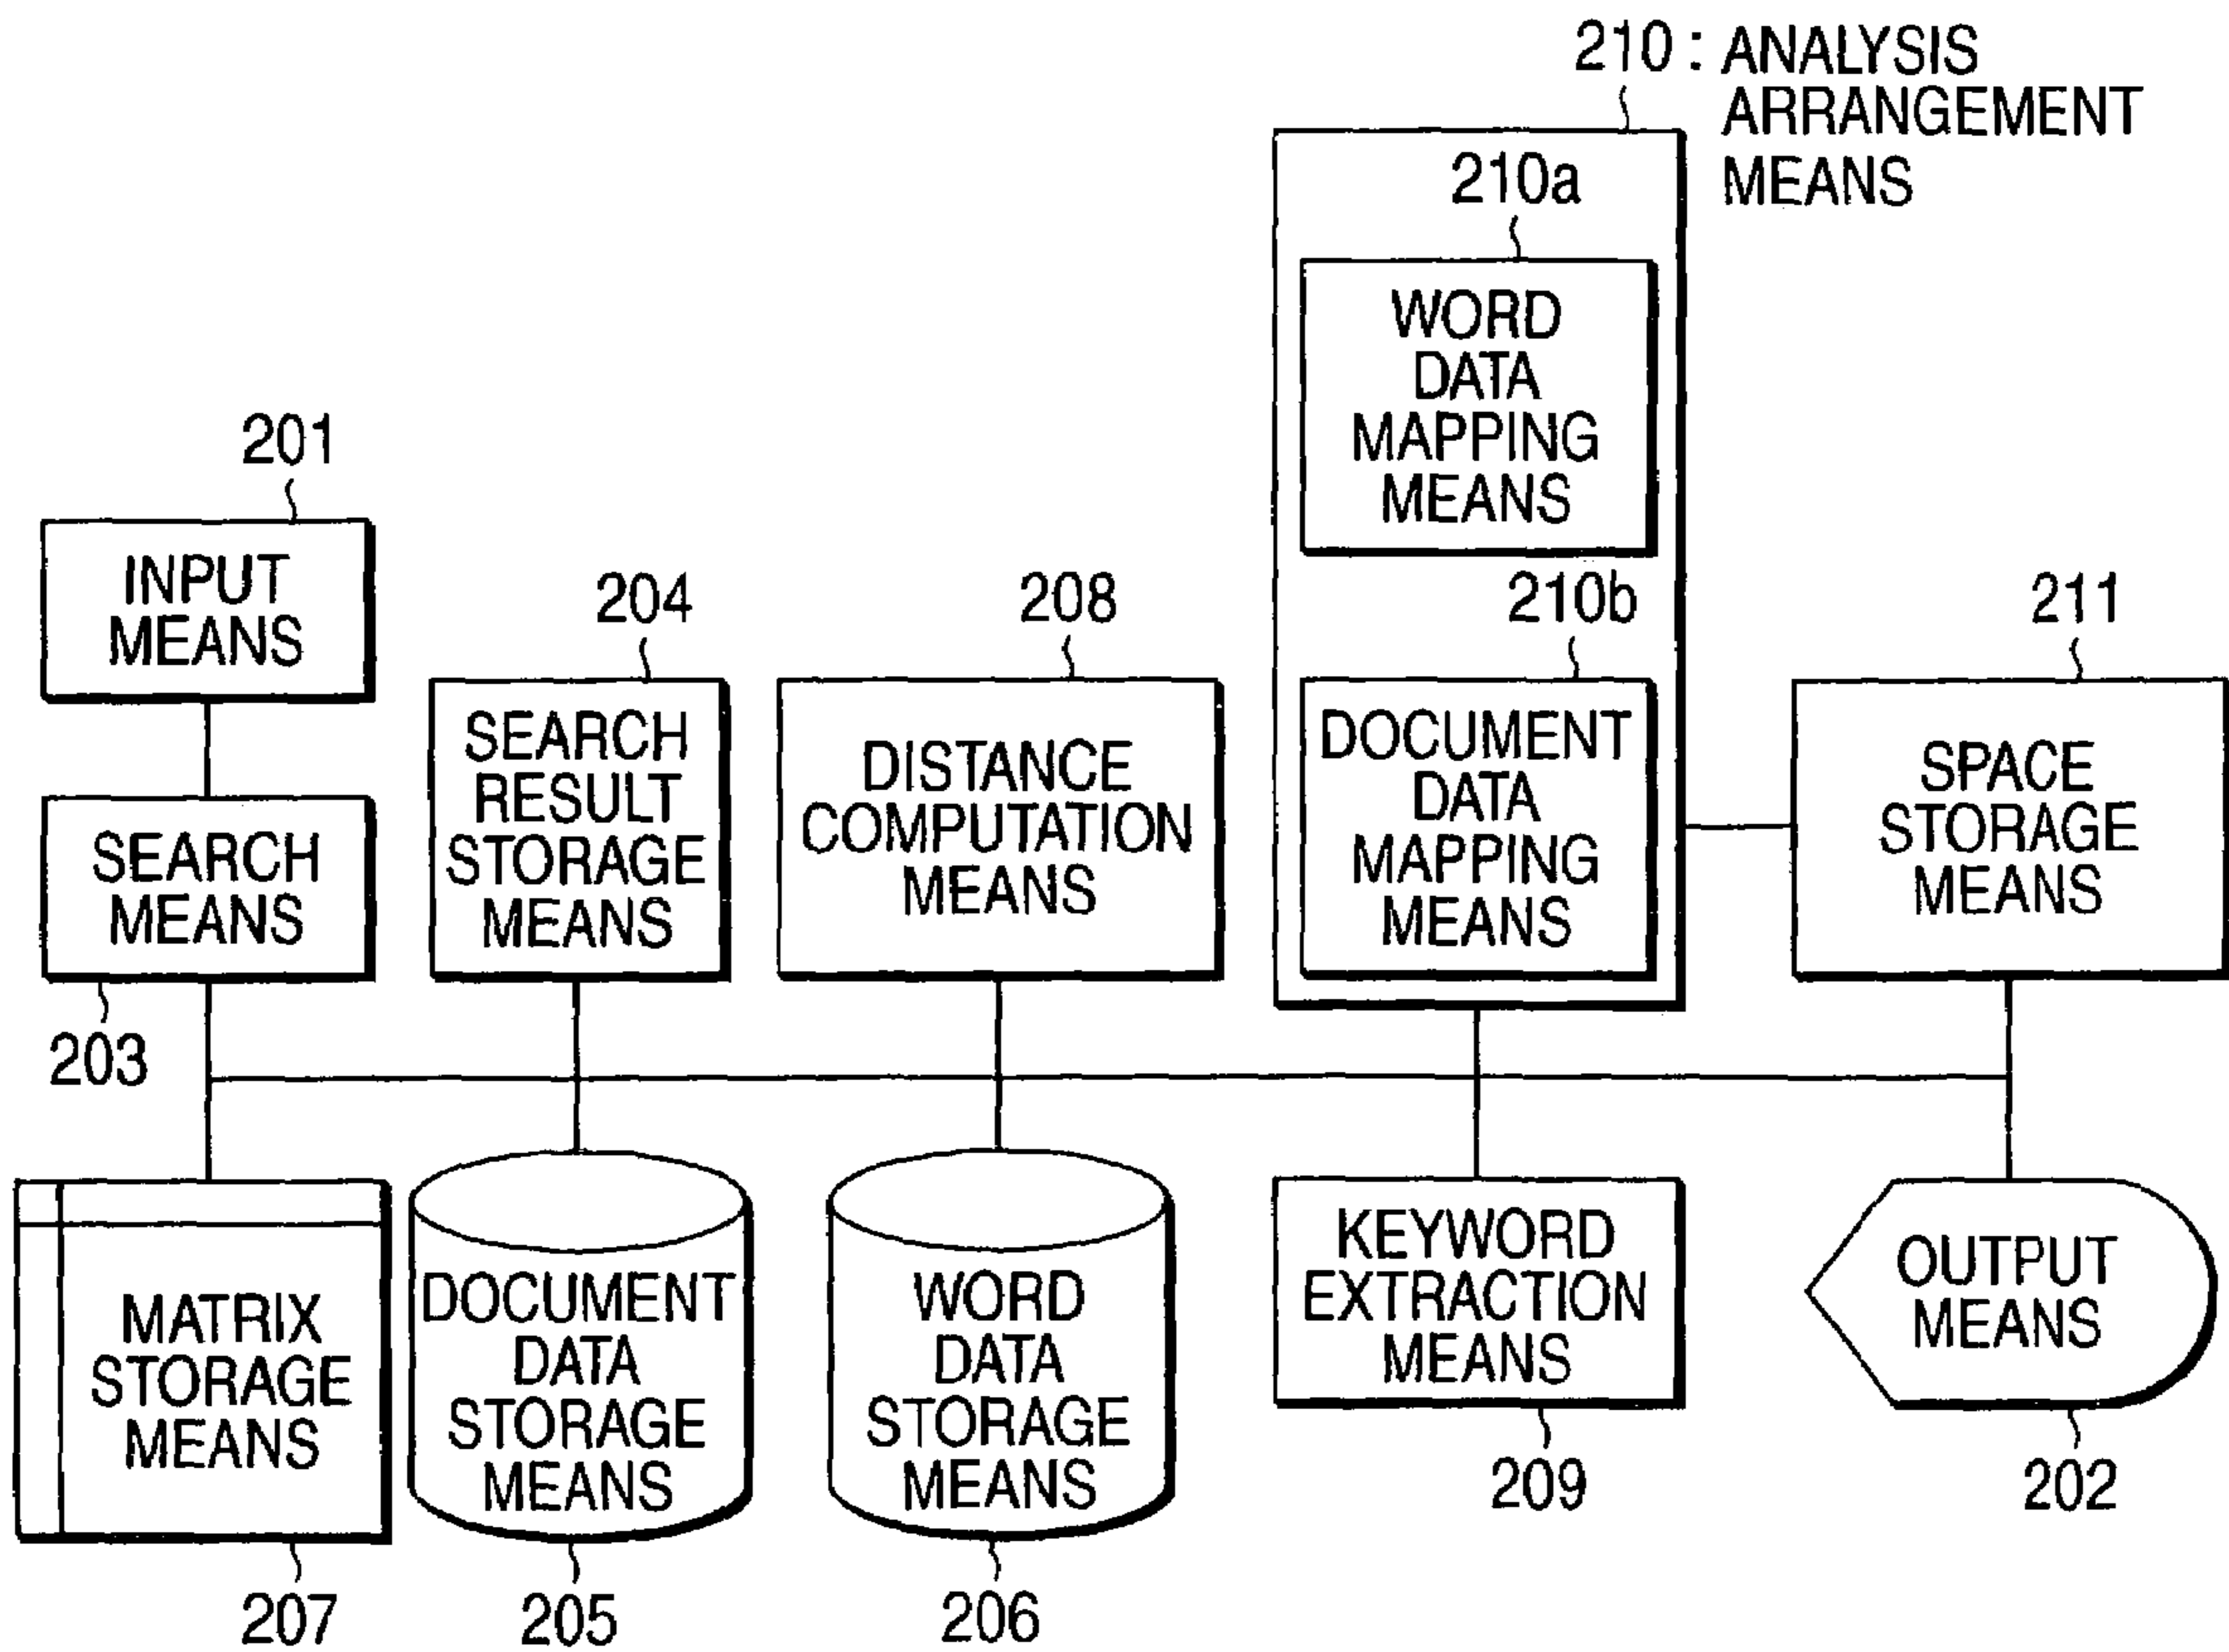 210 : ANALYSIS
ARRANGEMENT
MEANS
210a
WORD
DATA
MAPPING
MEANS
201
INPUT
MEANS
204
SEARCH
RESULT
STORAGE
MEANS
208
DISTANCE
COMPUTATION
MEANS
210b
DOCUMENT
DATA
MAPPING
MEANS
211
SPACE
STORAGE
MEANS
SEARCH
MEANS
203
MATRIX
STORAGE
MEANS
207
DOCUMENT
DATA
STORAGE
MEANS
205
WORD
DATA
STORAGE
MEANS
206
KEYWORD
EXTRACTION
MEANS
209
OUTPUT
MEANS
202